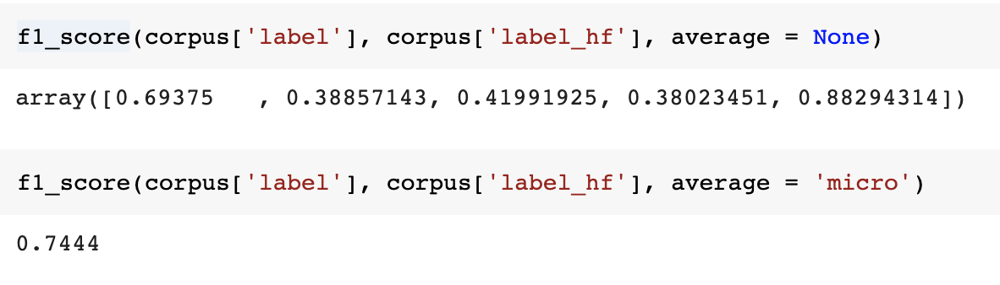 f1_score(corpus['label'], corpus['label_hf'], average = None)
array([0.69375   , 0.38857143, 0.41991925, 0.38023451, 0.88294314])
f1_score(corpus['label'], corpus['label_hf'], average = 'micro')
0.7444